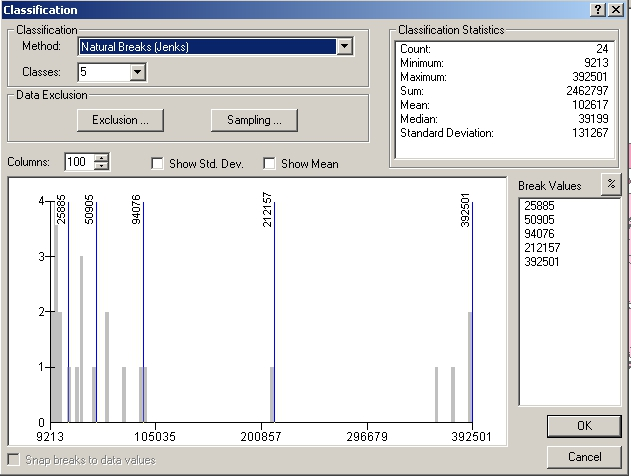 Classification
Classification
Method: Natural Breaks (Jenks)
Classes: 5
Data Exclusion
Exclusion ... Sampling ...
Classification Statistics
Count: 24
Minimum: 9213
Maximum: 392501
Sum: 2462797
Mean: 102617
Median: 39199
Standard Deviation: 131267
Columns: 100 Show Std. Dev. Show Mean
Break Values %
25885
50905
94076
212157
392501
4
3
2
1
0
25885 50905 94076 212157 392501
9213 105035 200857 296679 392501
Snap breaks to data values
OK
Cancel